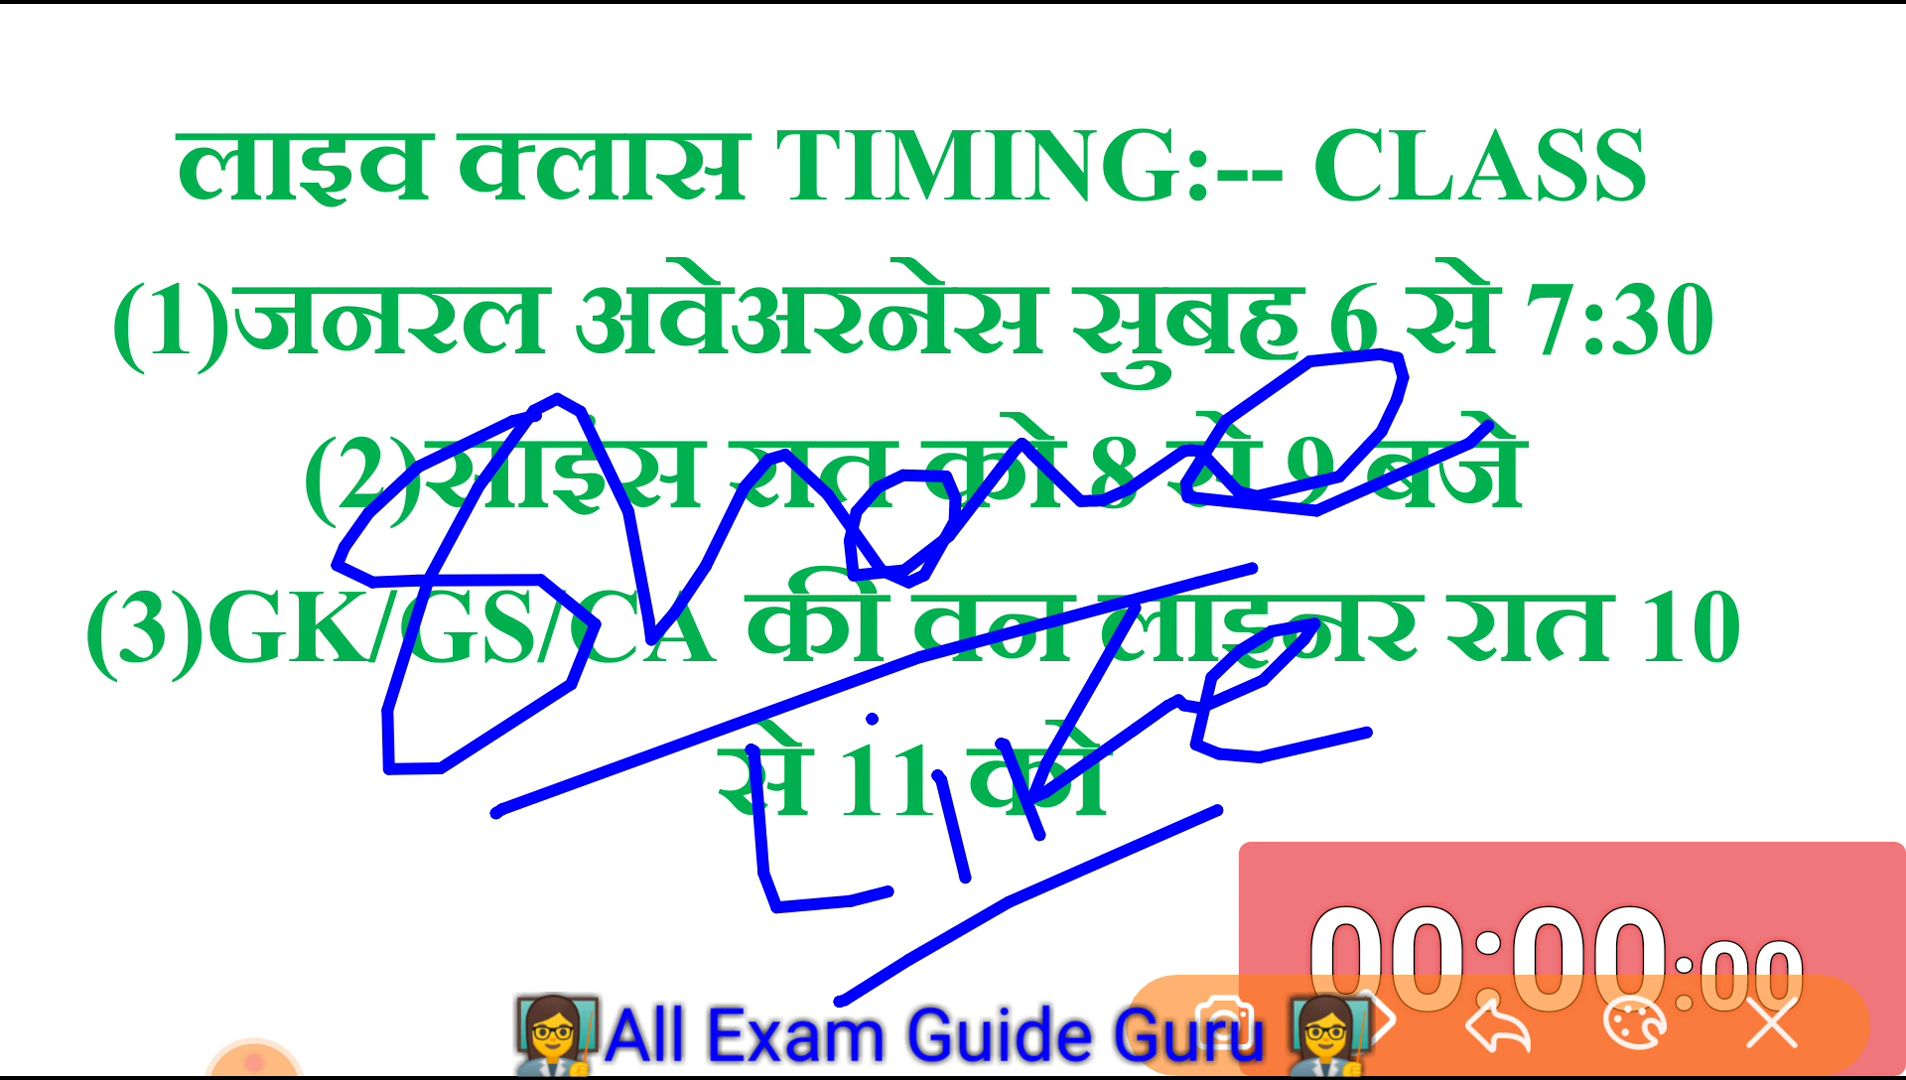 लाइव क्लास TIMING:-- CLASS
(1)जनरल अवेअरनेस सुबह 6 से 7:30
(2)साइंस रात को 8 से 9 बजे
(3)GK/GS/CA की वन लाइनर रात 10
से 11 को
Like
00:00:00
All Exam Guide Guru